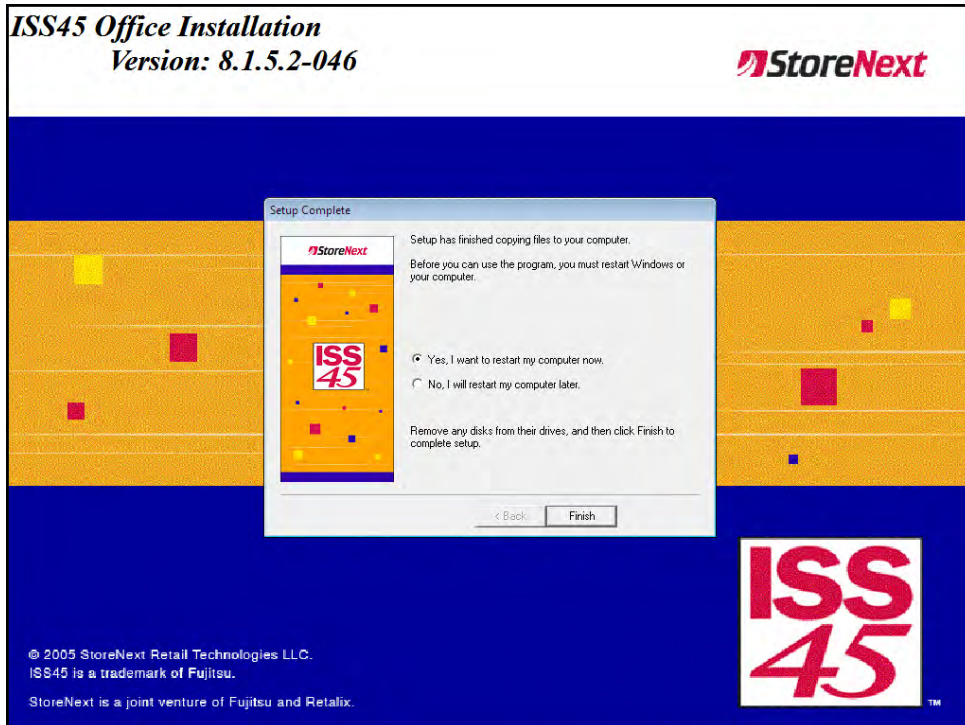 ISS45 Office Installation
Version: 8.1.5.2-046
StoreNext
Setup Complete
StoreNext
ISS
45
Setup has finished copying files to your computer.
Before you can use the program, you must restart Windows or
your computer.
Yes, I want to restart my computer now.
No, I will restart my computer later.
Remove any disks from their drives, and then click Finish to
complete setup.
< Back
Finish
ISS
45
TM
© 2005 StoreNext Retail Technologies LLC.
ISS45 is a trademark of Fujitsu.
StoreNext is a joint venture of Fujitsu and Retalix.